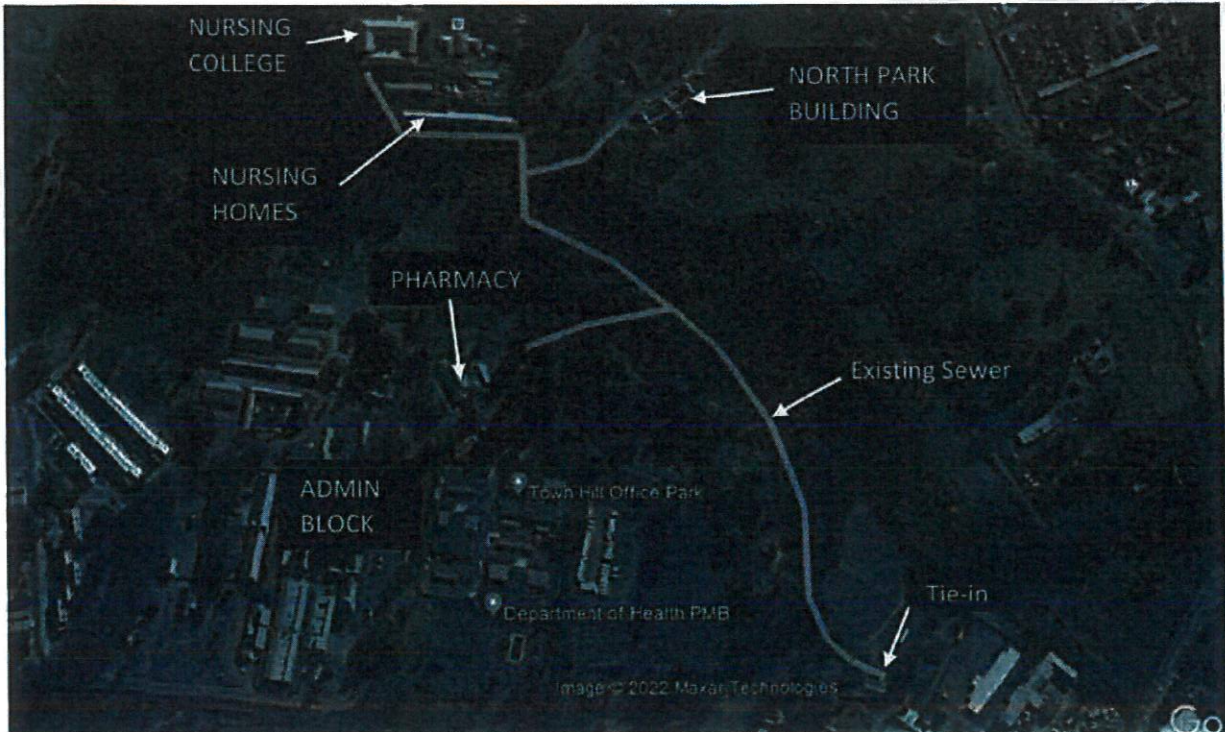 NURSING
COLLEGE
NORTH PARK
BUILDING
NURSING
HOMES
PHARMACY
Existing Sewer
ADMIN
BLOCK
Town Hill Office Park
Tie-in
Department of Health PMB
Image © 2022 Maxar Technologies
Go